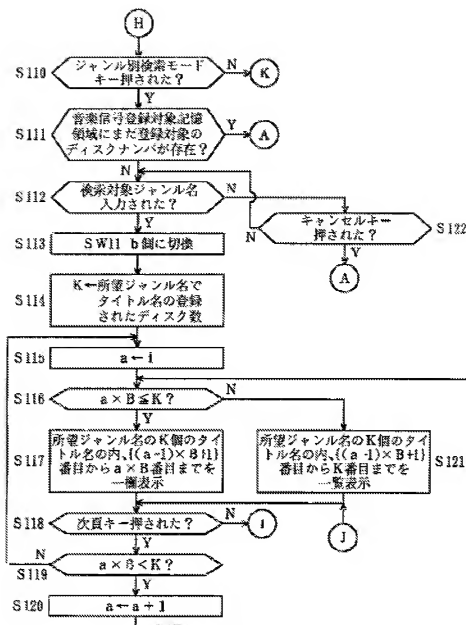 H
S110
ジャンル別検索モード
キー押された？
N
K
Y
S111
音楽信号登録対象記憶
領域にまだ登録対象の
ディスクナンバが存在？
Y
A
N
S112
検索対象ジャンル名
入力された？
N
Y
キャンセルキー
押された？
S122
N
Y
A
S113
SW11 b側に切換
S114
K←所望ジャンル名で
タイトル名の登録
されたディスク数
S115
a←1
S116
a×B≦K？
N
Y
S117
所望ジャンル名のK個のタイ
トル名の内、{(a-1)×B+1}
番目からa×B番目までを
一覧表示
所望ジャンル名のK個のタイ
トル名の内、{(a-1)×B+1}
番目からK番目までを
一覧表示
S121
S118
次頁キー押された？
N
J
Y
S119
N
a×B<K？
Y
S120
a←a+1